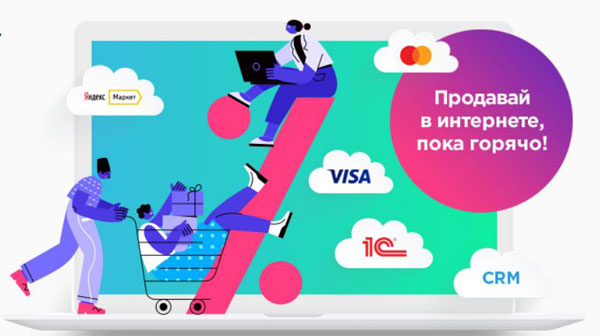 Яндекс Маркет
Продавай
в интернете,
пока горячо!
VISA
1С
CRM